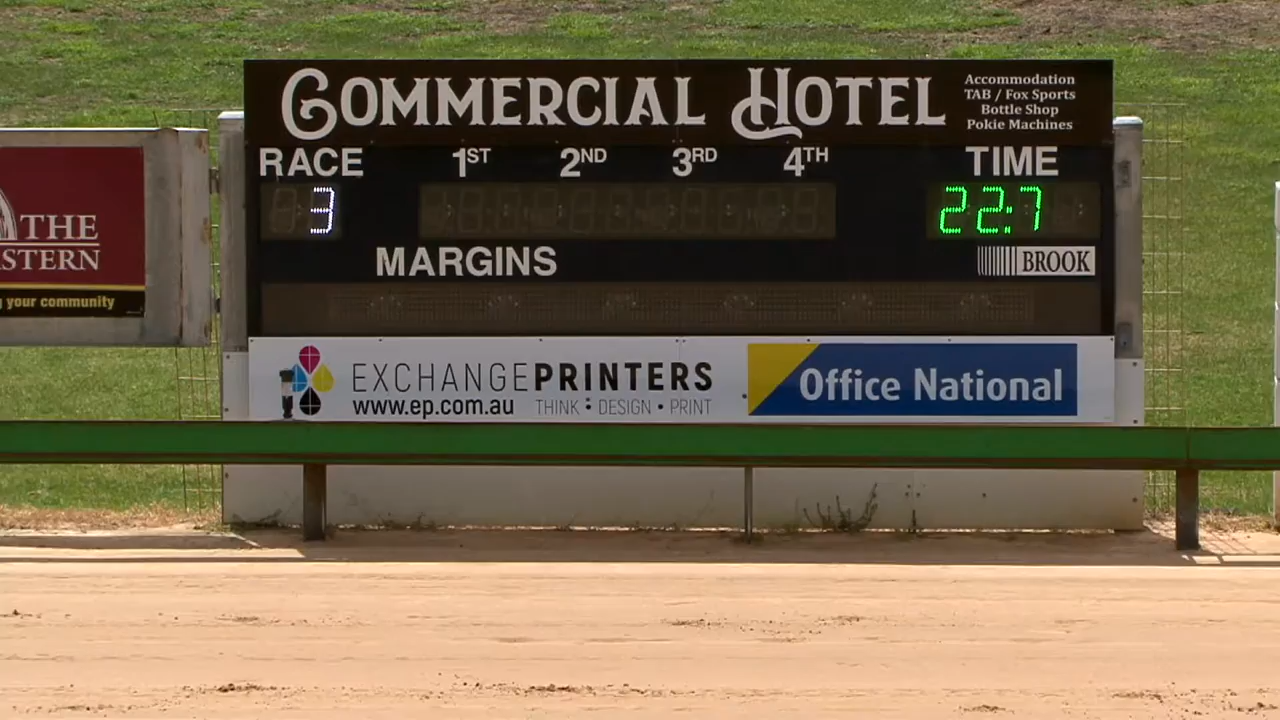 COMMERCIAL HOTEL
Accommodation
TAB / Fox Sports
Bottle Shop
Pokie Machines
RACE 1ST 2ND 3RD 4TH TIME
3 22:7
MARGINS BROOK
THE
STERN
your community
EXCHANGEPRINTERS
www.ep.com.au THINK : DESIGN • PRINT
Office National